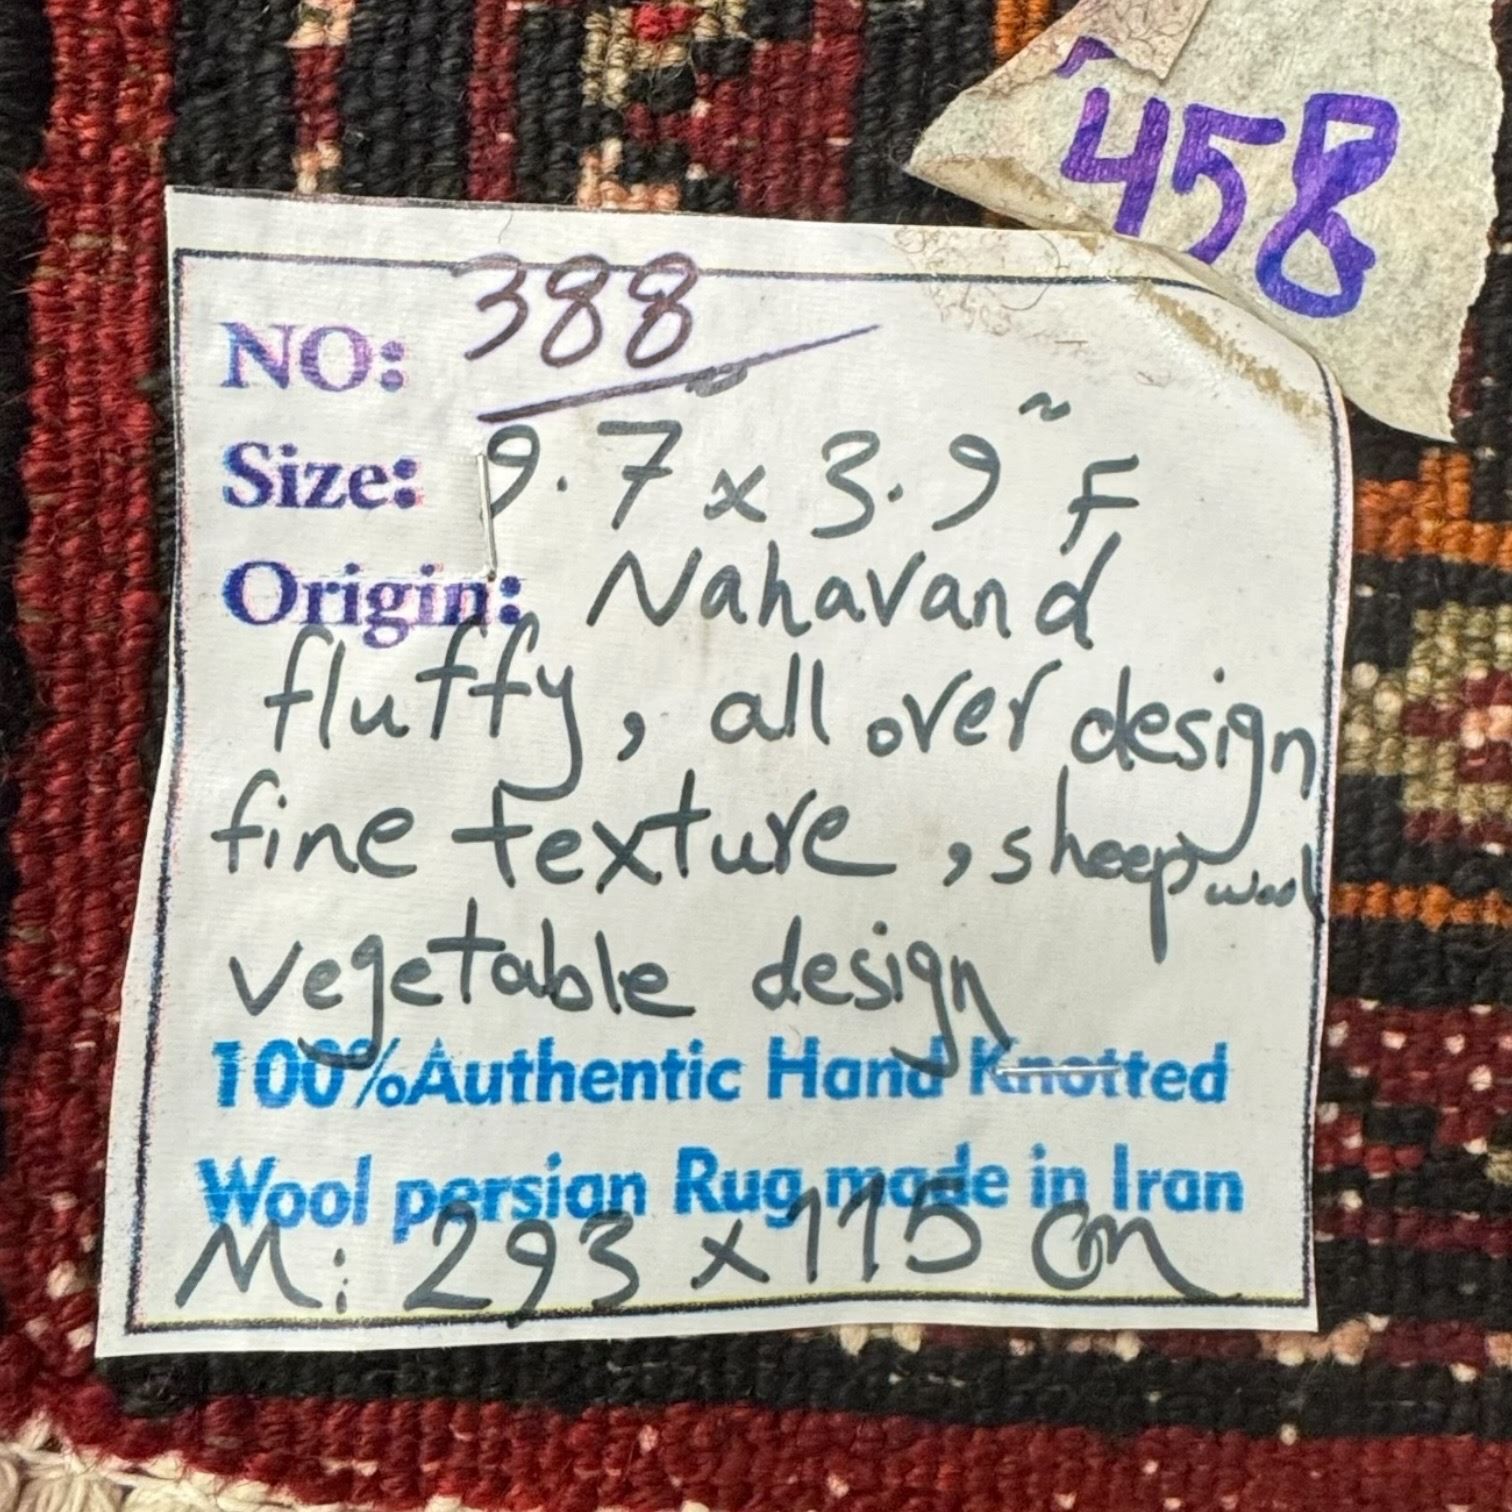 458
NO: 388
Size: 9.7 x 3.9 F
Origin: Nahavand
fluffy, all over design
fine texture, sheep wool
vegetable design
100% Authentic Hand Knotted
Wool persian Rug made in Iran
M: 293 x 115 cm